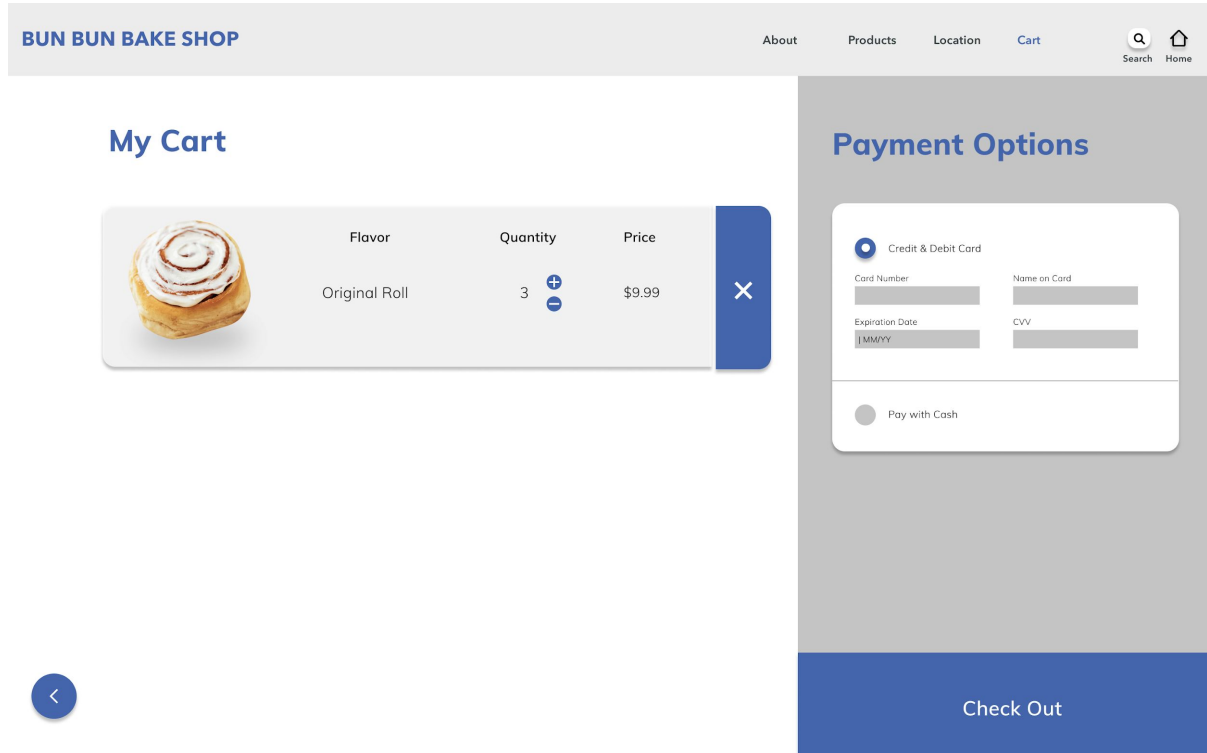 BUN BUN BAKE SHOP
About Products Location Cart
Search Home
My Cart
Flavor Quantity Price
Original Roll 3 $9.99
Payment Options
Credit & Debit Card
Card Number Name on Card
Expiration Date CVV
| MM/YY
Pay with Cash
Check Out